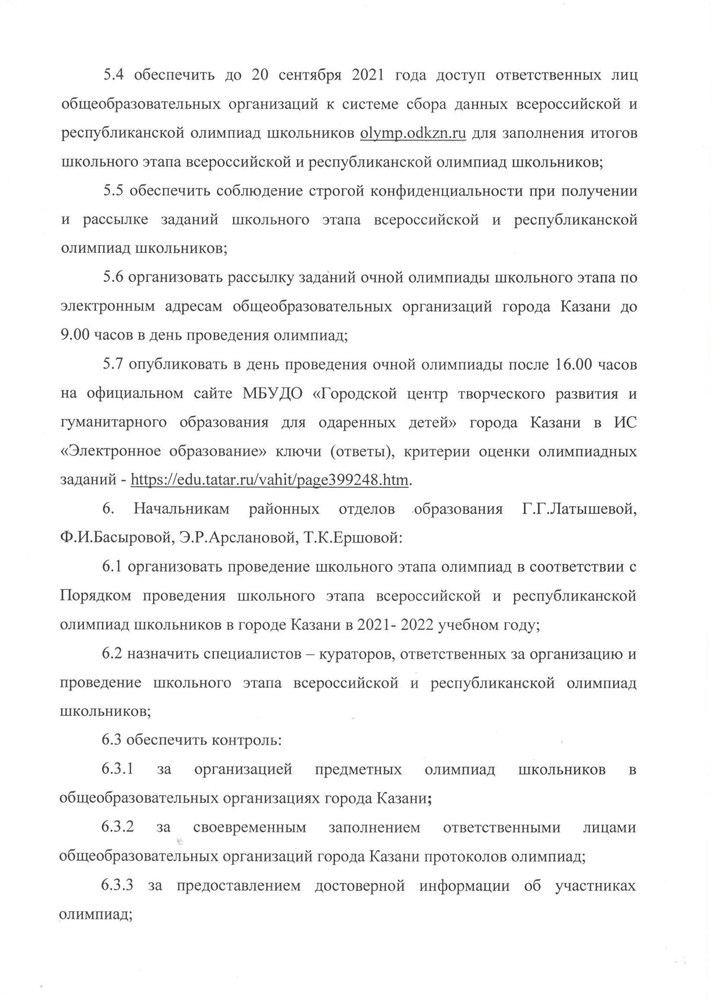 5.4 обеспечить до 20 сентября 2021 года доступ ответственных лиц
общеобразовательных организаций к системе сбора данных всероссийской и
республиканской олимпиад школьников olymp.odkzn.ru для заполнения итогов
школьного этапа всероссийской и республиканской олимпиад школьников;
5.5 обеспечить соблюдение строгой конфиденциальности при получении
и рассылке заданий школьного этапа всероссийской и республиканской
олимпиад школьников;
5.6 организовать рассылку заданий очной олимпиады школьного этапа по
электронным адресам общеобразовательных организаций города Казани до
9.00 часов в день проведения олимпиад;
5.7 опубликовать в день проведения очной олимпиады после 16.00 часов
на официальном сайте МБУДО «Городской центр творческого развития и
гуманитарного образования для одаренных детей» города Казани в ИС
«Электронное образование» ключи (ответы), критерии оценки олимпиадных
заданий - https://edu.tatar.ru/vahit/page399248.htm.
6. Начальникам районных отделов образования Г.Г.Латышевой,
Ф.И.Басыровой, Э.Р.Арслановой, Т.К.Ершовой:
6.1 организовать проведение школьного этапа олимпиад в соответствии с
Порядком проведения школьного этапа всероссийской и республиканской
олимпиад школьников в городе Казани в 2021- 2022 учебном году;
6.2 назначить специалистов – кураторов, ответственных за организацию и
проведение школьного этапа всероссийской и республиканской олимпиад
школьников;
6.3 обеспечить контроль:
6.3.1 за организацией предметных олимпиад школьников в
общеобразовательных организациях города Казани;
6.3.2 за своевременным заполнением ответственными лицами
общеобразовательных организаций города Казани протоколов олимпиад;
6.3.3 за предоставлением достоверной информации об участниках
олимпиад;